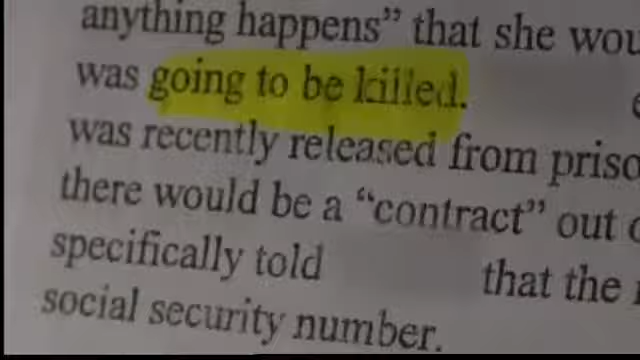 anything happens” that she wou
was going to be killed.
was recently released from priso
there would be a “contract” out o
specifically told that the
social security number.